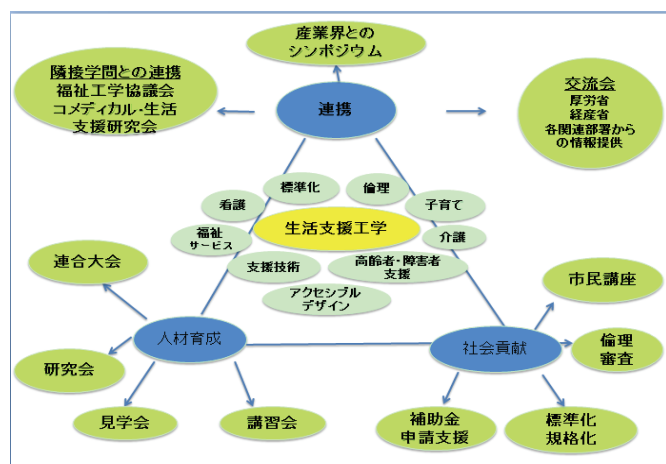 産業界との
シンポジウム
隣接学問との連携
福祉工学協議会
コメディカル・生活
支援研究会
連携
交流会
厚労省
経産省
各関連部署から
の情報提供
標準化
倫理
看護
子育て
生活支援工学
福祉
サービス
介護
支援技術
高齢者・障害者
支援
アクセシブル
デザイン
連合大会
市民講座
人材育成
社会貢献
倫理
審査
研究会
見学会
講習会
補助金
申請支援
標準化
規格化